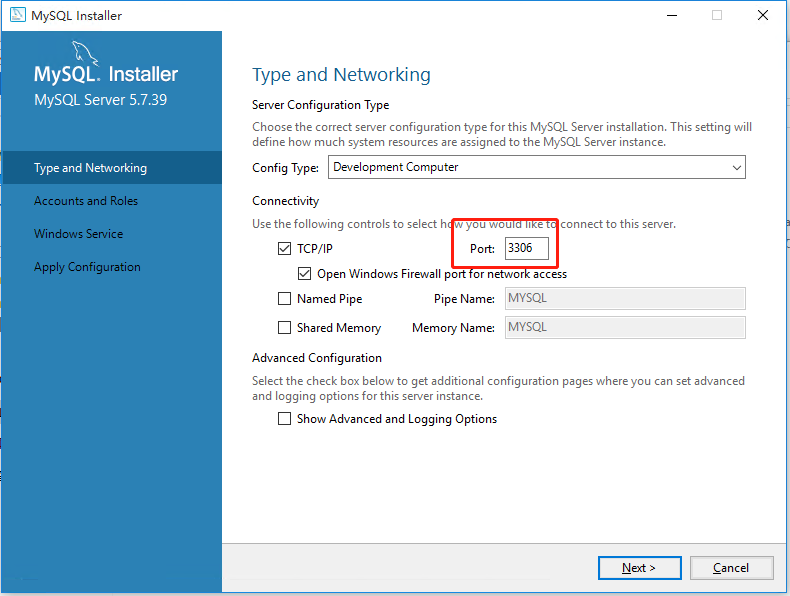 MySQL Installer
MySQL. Installer
MySQL Server 5.7.39
Type and Networking
Accounts and Roles
Windows Service
Apply Configuration
Type and Networking
Server Configuration Type
Choose the correct server configuration type for this MySQL Server installation. This setting will
define how much system resources are assigned to the MySQL Server instance.
Config Type: Development Computer
Connectivity
Use the following controls to select how you would like to connect to this server.
TCP/IP Port: 3306
Open Windows Firewall port for network access
Named Pipe Pipe Name: MYSQL
Shared Memory Memory Name: MYSQL
Advanced Configuration
Select the check box below to get additional configuration pages where you can set advanced
and logging options for this server instance.
Show Advanced and Logging Options
Next > Cancel